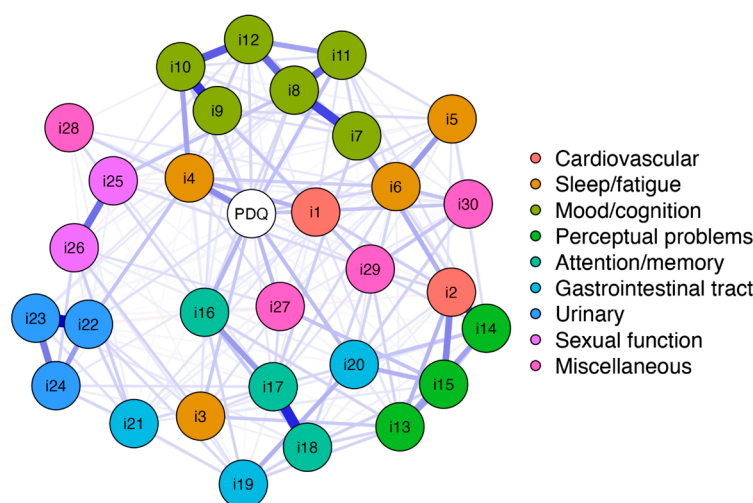 i12
i11
i10
i8
i9
i5
i7
i28
i4
i25
i6
i30
PDQ
i1
i26
i29
i2
i16
i27
i23
i22
i14
i20
i24
i17
i15
i3
i21
i13
i18
i19
Cardiovascular
Sleep/fatigue
Mood/cognition
Perceptual problems
Attention/memory
Gastrointestinal tract
Urinary
Sexual function
Miscellaneous